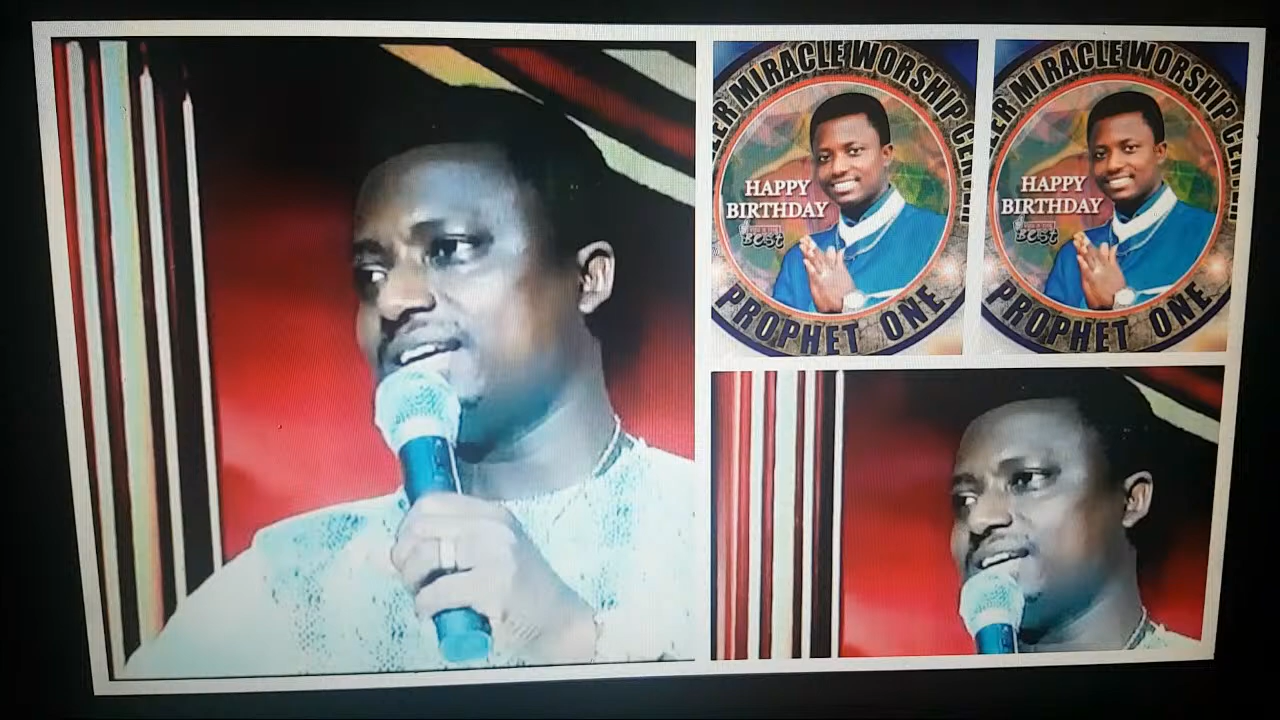 MIRACLE WORSHIP
HAPPY
BIRTHDAY
Best
PROPHET ONE
MIRACLE WORSHIP
HAPPY
BIRTHDAY
Best
PROPHET ONE